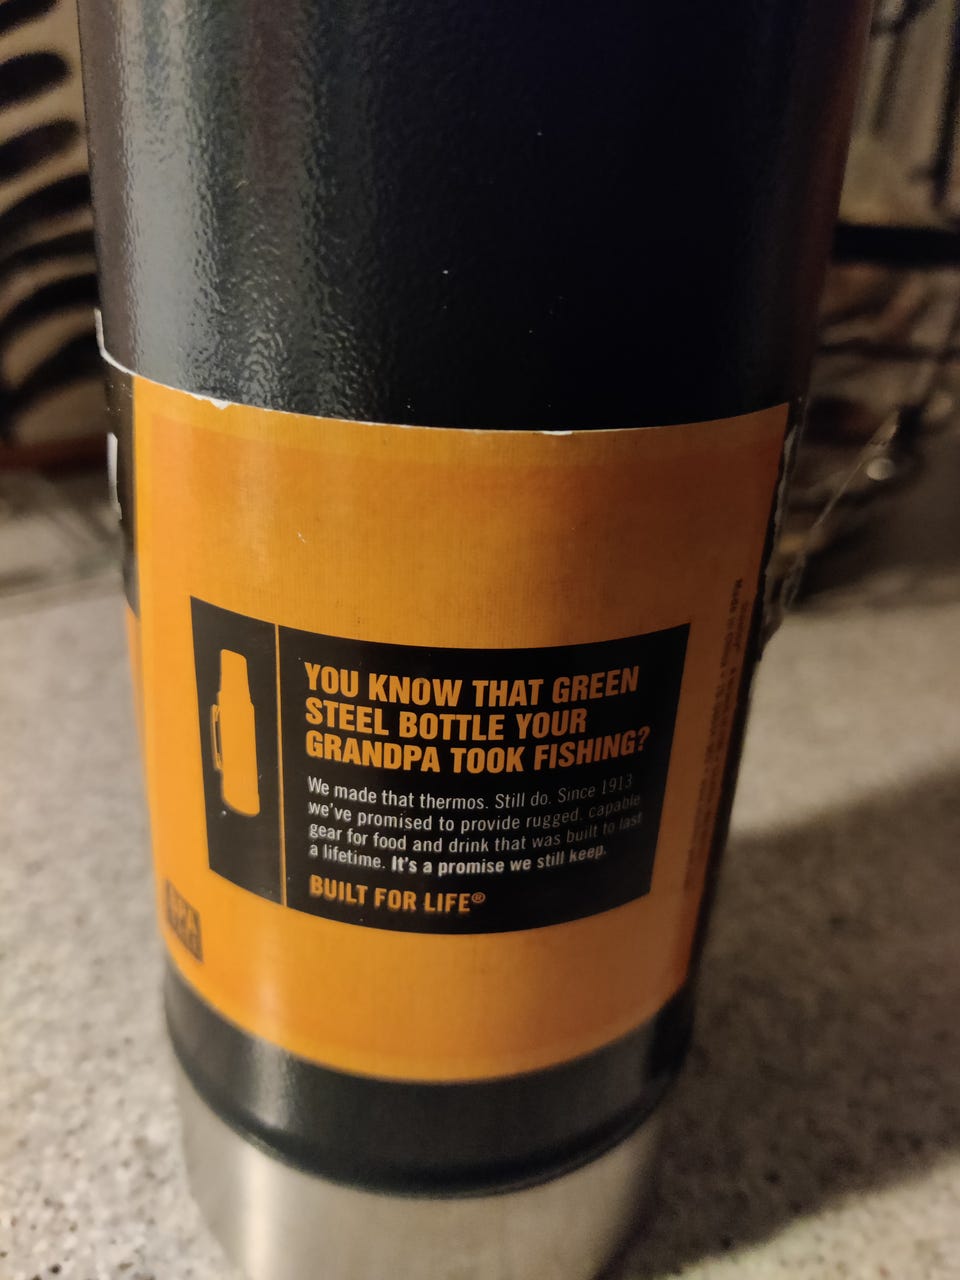 YOU KNOW THAT GREEN
STEEL BOTTLE YOUR
GRANDPA TOOK FISHING?
We made that thermos. Still do. Since 1913
we've promised to provide rugged, capable
gear for food and drink that was built to last
a lifetime. It's a promise we still keep.
BUILT FOR LIFE®